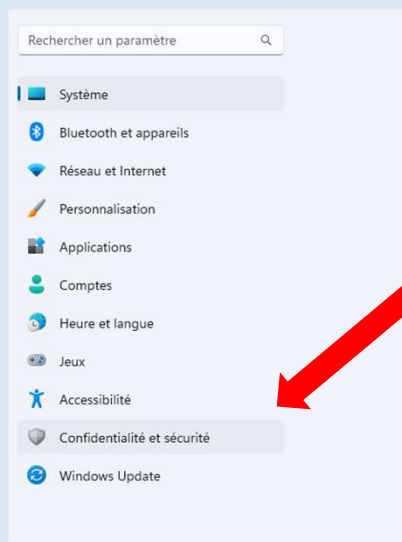 Rechercher un paramètre
Système
Bluetooth et appareils
Réseau et Internet
Personnalisation
Applications
Comptes
Heure et langue
Jeux
Accessibilité
Confidentialité et sécurité
Windows Update